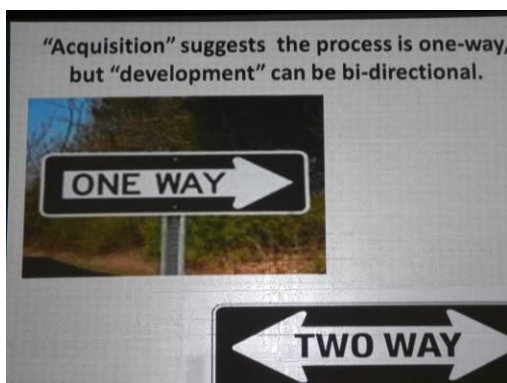 “Acquisition” suggests the process is one-way,
but “development” can be bi-directional.
ONE WAY
TWO WAY